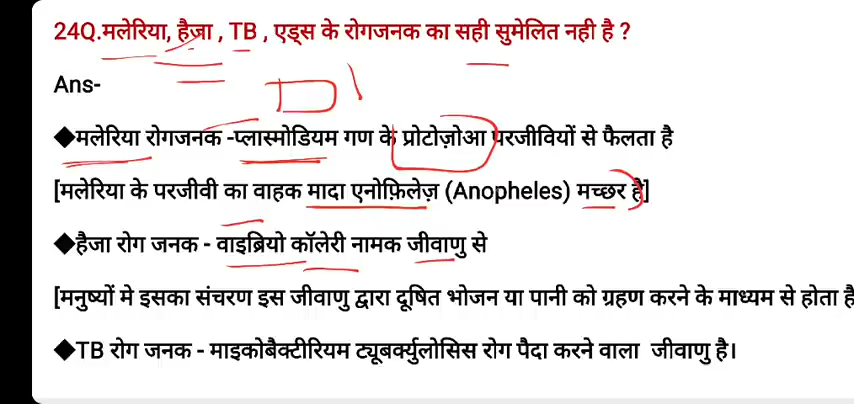 24Q.मलेरिया, हैज़ा , TB , एड्स के रोगजनक का सही सुमेलित नही है ?
Ans-
◆मलेरिया रोगजनक -प्लास्मोडियम गण के प्रोटोज़ोआ परजीवियों से फैलता है
[मलेरिया के परजीवी का वाहक मादा एनोफ़िलेज़ (Anopheles) मच्छर है]
◆हैजा रोग जनक - वाइब्रियो कॉलेरी नामक जीवाणु से
[मनुष्यों मे इसका संचरण इस जीवाणु द्वारा दूषित भोजन या पानी को ग्रहण करने के माध्यम से होता है
◆TB रोग जनक - माइकोबैक्टीरियम ट्यूबर्क्युलोसिस रोग पैदा करने वाला जीवाणु है।